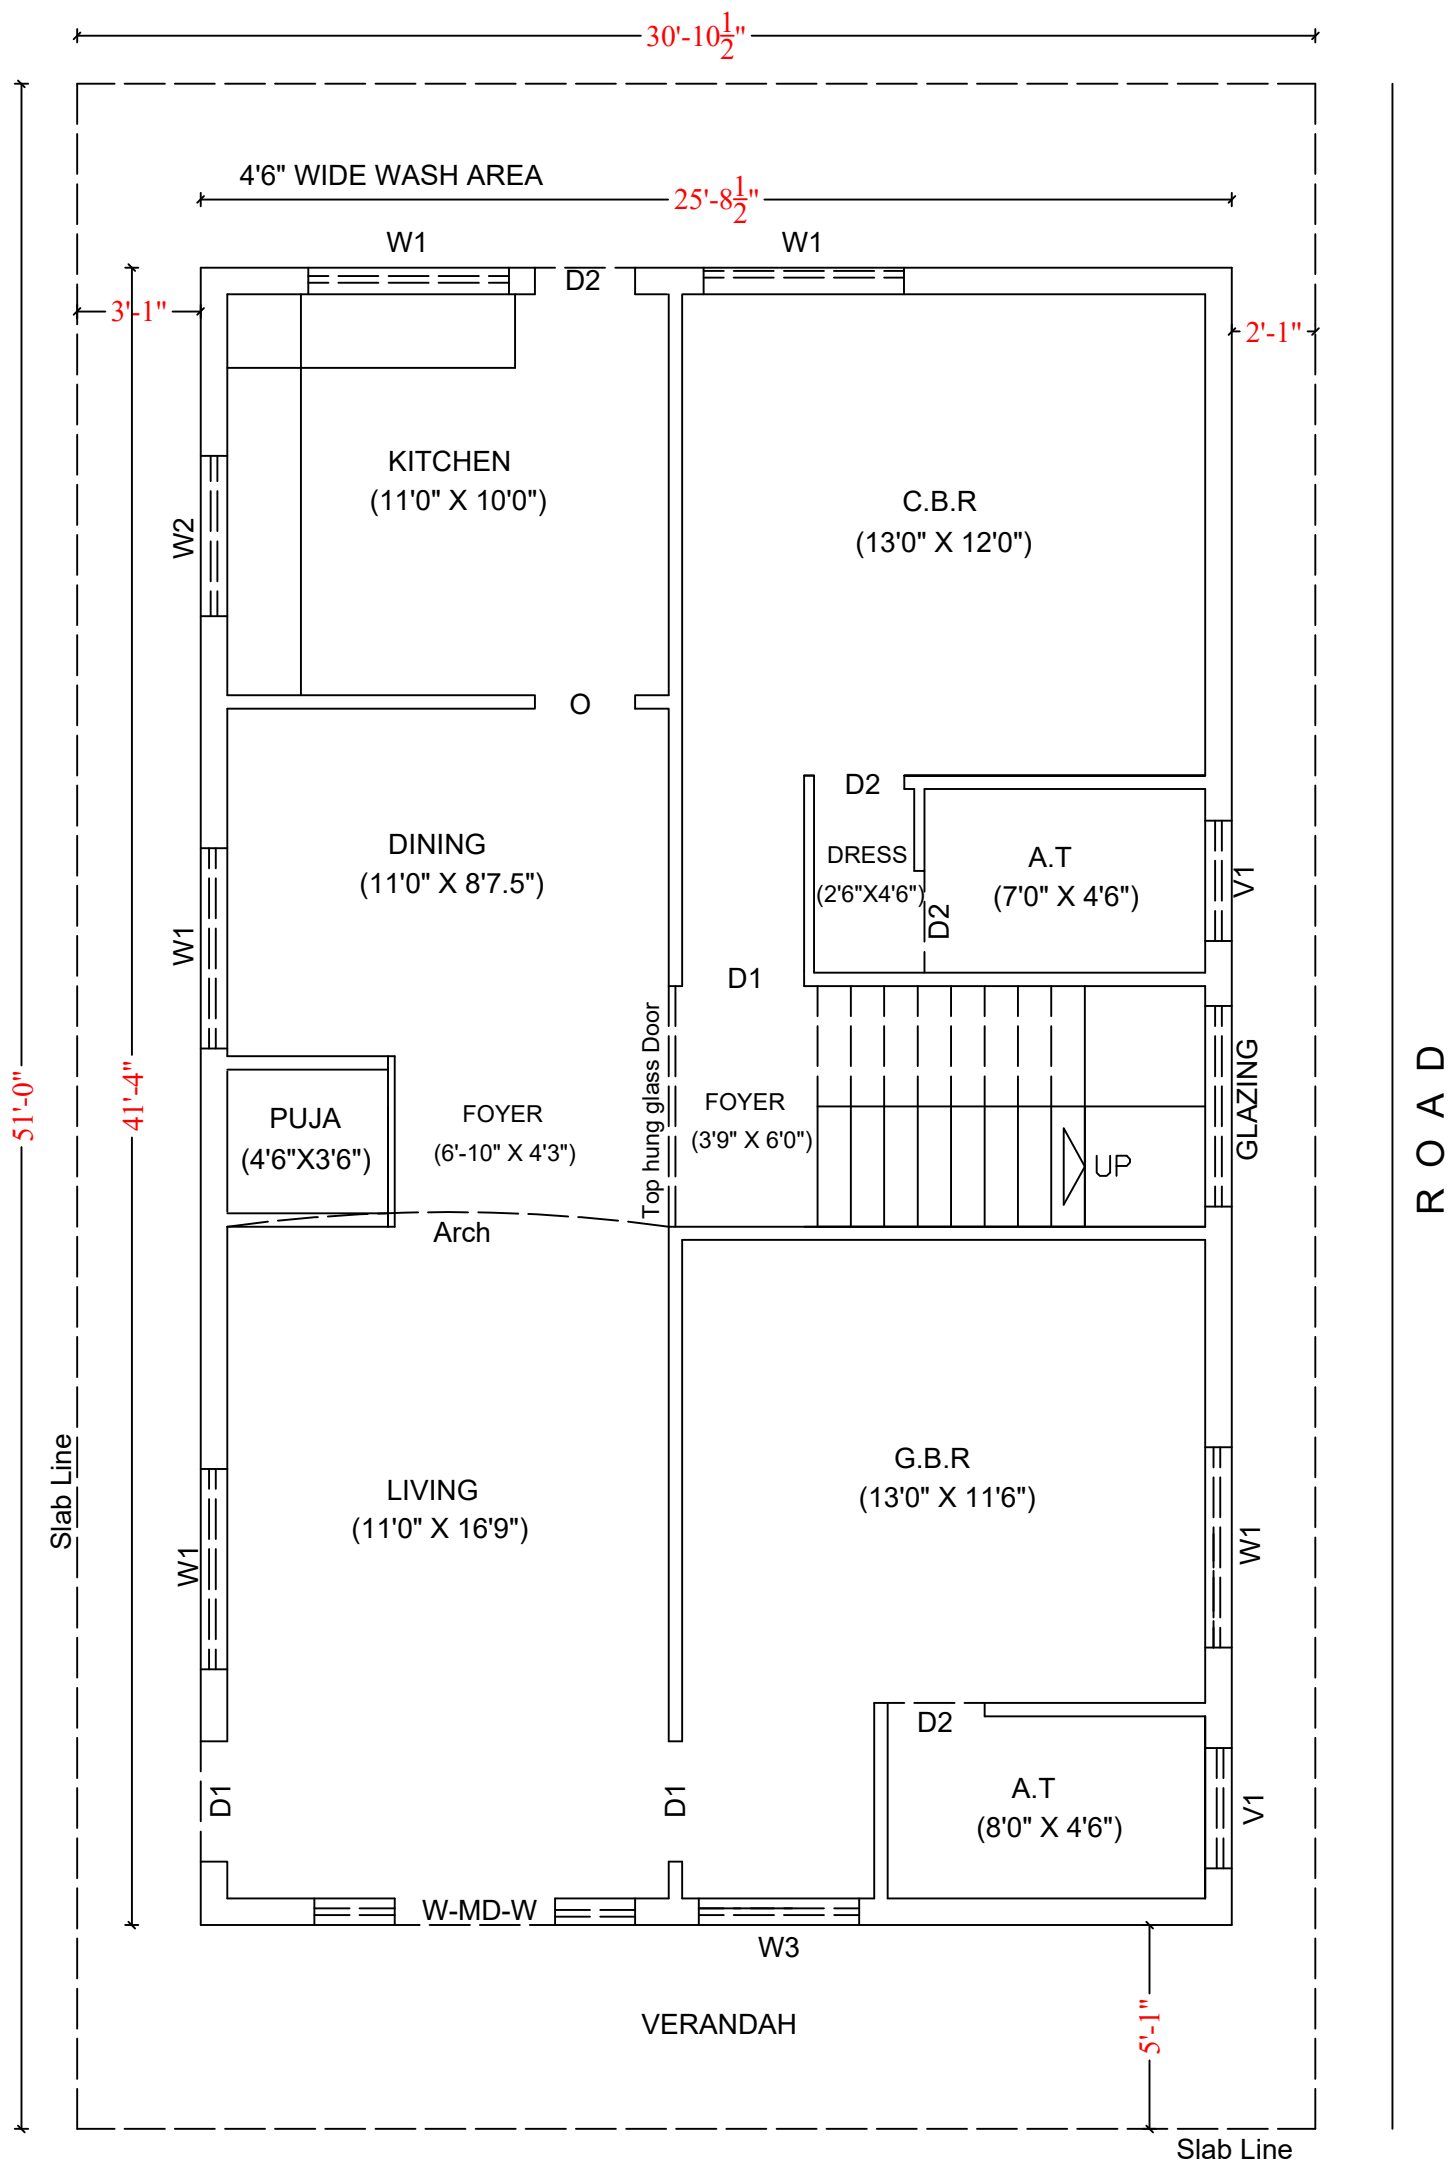 30'-10 1/2"
4'6" WIDE WASH AREA
25'-8 1/2"
W1
W1
D2
3'-1"
2'-1"
KITCHEN
(11'0" X 10'0")
C.B.R
(13'0" X 12'0")
W2
O
D2
DINING
(11'0" X 8'7.5")
DRESS
(2'6"X4'6")
A.T
(7'0" X 4'6")
V1
D2
W1
D1
Top hung glass Door
51'-0"
41'-4"
PUJA
(4'6"X3'6")
FOYER
(6'-10" X 4'3")
FOYER
(3'9" X 6'0")
UP
GLAZING
ROAD
Arch
Slab Line
LIVING
(11'0" X 16'9")
G.B.R
(13'0" X 11'6")
W1
W1
D2
D1
D1
A.T
(8'0" X 4'6")
V1
W-MD-W
W3
VERANDAH
5'-1"
Slab Line